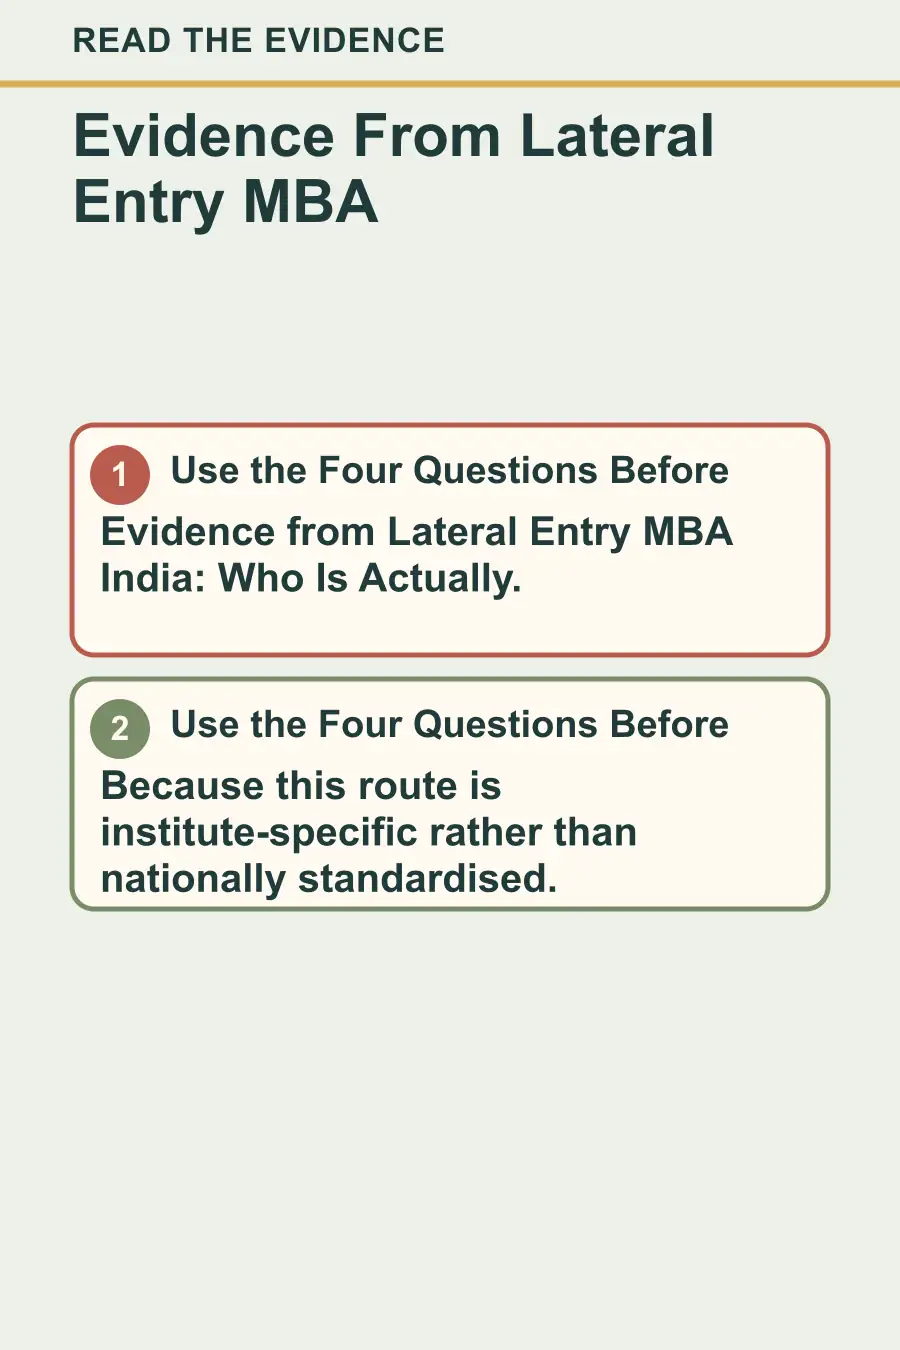 READ THE EVIDENCE
Evidence From Lateral
Entry MBA
1 Use the Four Questions Before
Evidence from Lateral Entry MBA
India: Who Is Actually.
2 Use the Four Questions Before
Because this route is
institute-specific rather than
nationally standardised.